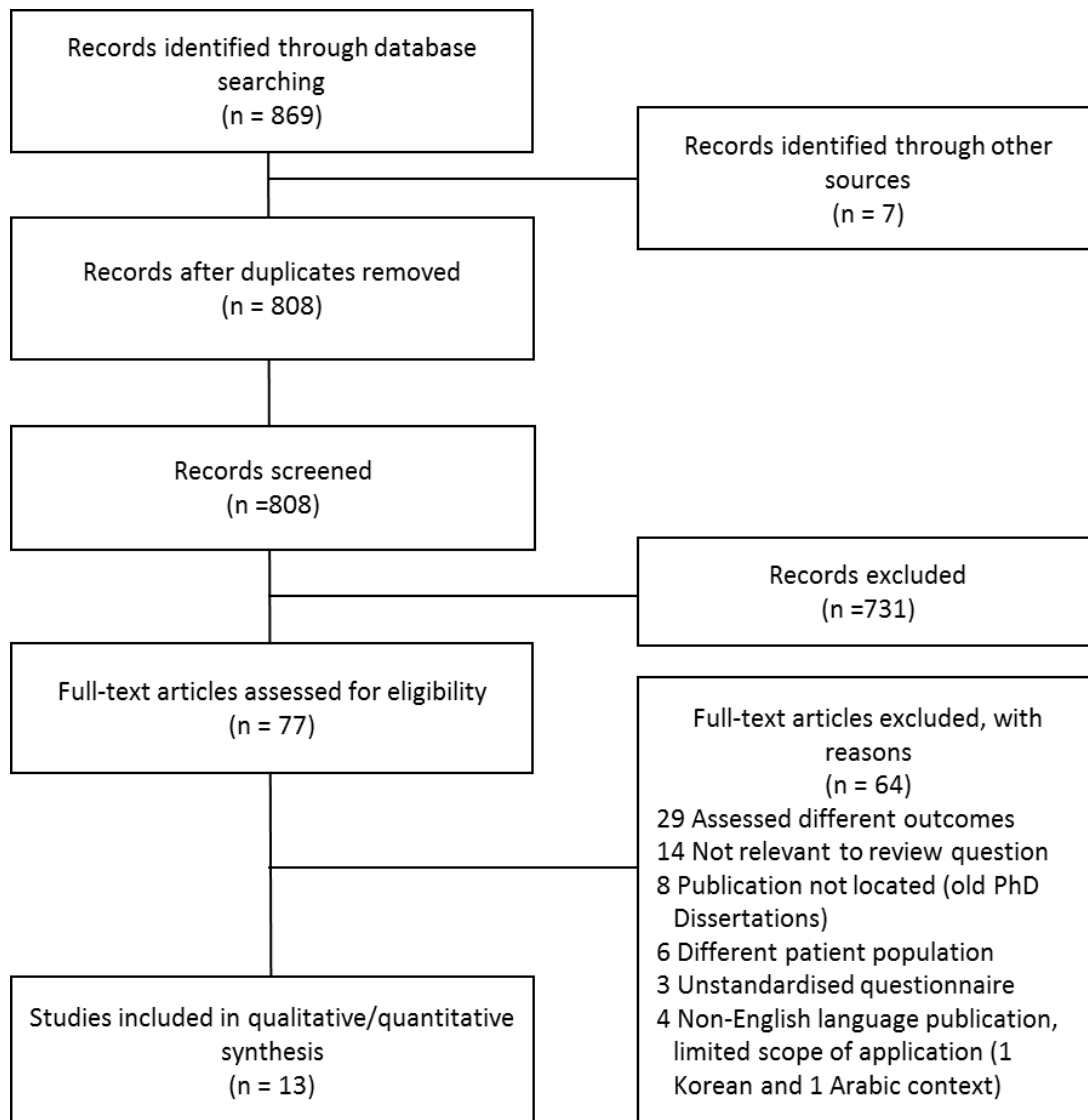 Records identified through database
searching
(n = 869)
Records identified through other
sources
(n = 7)
Records after duplicates removed
(n = 808)
Records screened
(n =808)
Records excluded
(n =731)
Full-text articles assessed for eligibility
(n = 77)
Full-text articles excluded, with
reasons
(n = 64)
29 Assessed different outcomes
14 Not relevant to review question
8 Publication not located (old PhD
Dissertations)
6 Different patient population
3 Unstandardised questionnaire
4 Non-English language publication,
limited scope of application (1
Korean and 1 Arabic context)
Studies included in qualitative/quantitative
synthesis
(n = 13)